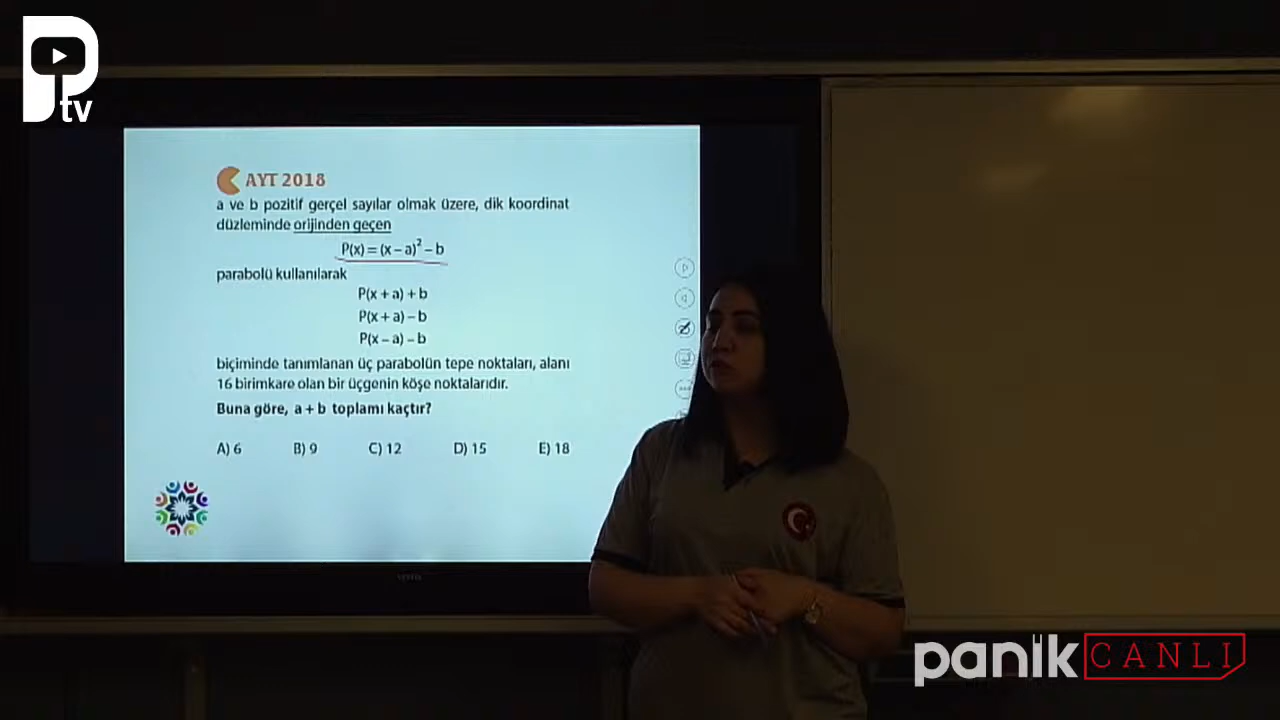 tv
AYT 2018
a ve b pozitif gerçel sayılar olmak üzere, dik koordinat
düzleminde orijinden geçen
P(x) = (x – a)² – b
parabolü kullanılarak
P(x + a) + b
P(x + a) – b
P(x – a) – b
biçiminde tanımlanan üç parabolün tepe noktaları, alanı
16 birimkare olan bir üçgenin köşe noktalarıdır.
Buna göre, a + b toplamı kaçtır?
A) 6 B) 9 C) 12 D) 15 E) 18
panik CANLI